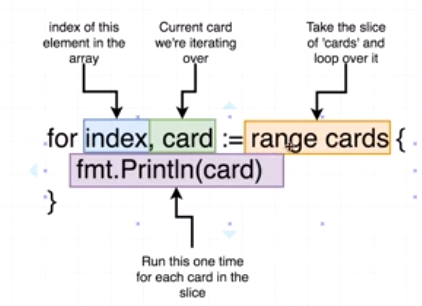 index of this
element in the
array
Current card
we're iterating
over
Take the slice
of 'cards' and
loop over it
for index, card := range cards {
fmt.Println(card)
}
Run this one time
for each card in the
slice